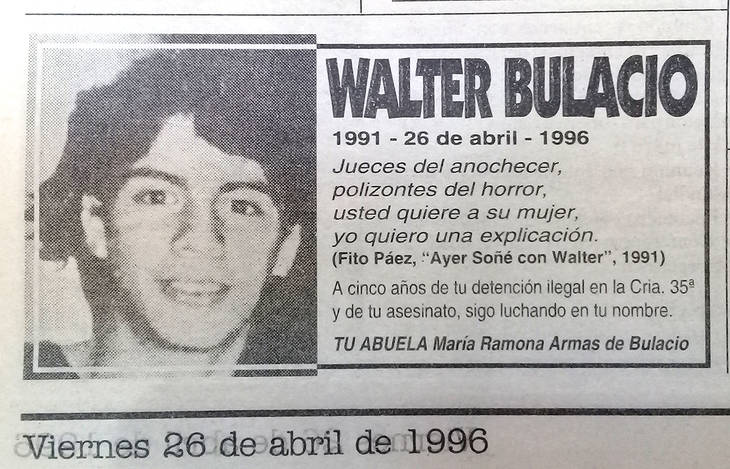 WALTER BULACIO
1991 - 26 de abril - 1996
Jueces del anochecer,
polizontes del horror,
usted quiere a su mujer,
yo quiero una explicación.
(Fito Páez, “Ayer Soñé con Walter”, 1991)
A cinco años de tu detención ilegal en la Cria. 35ª
y de tu asesinato, sigo luchando en tu nombre.
TU ABUELA María Ramona Armas de Bulacio
Viernes 26 de abril de 1996